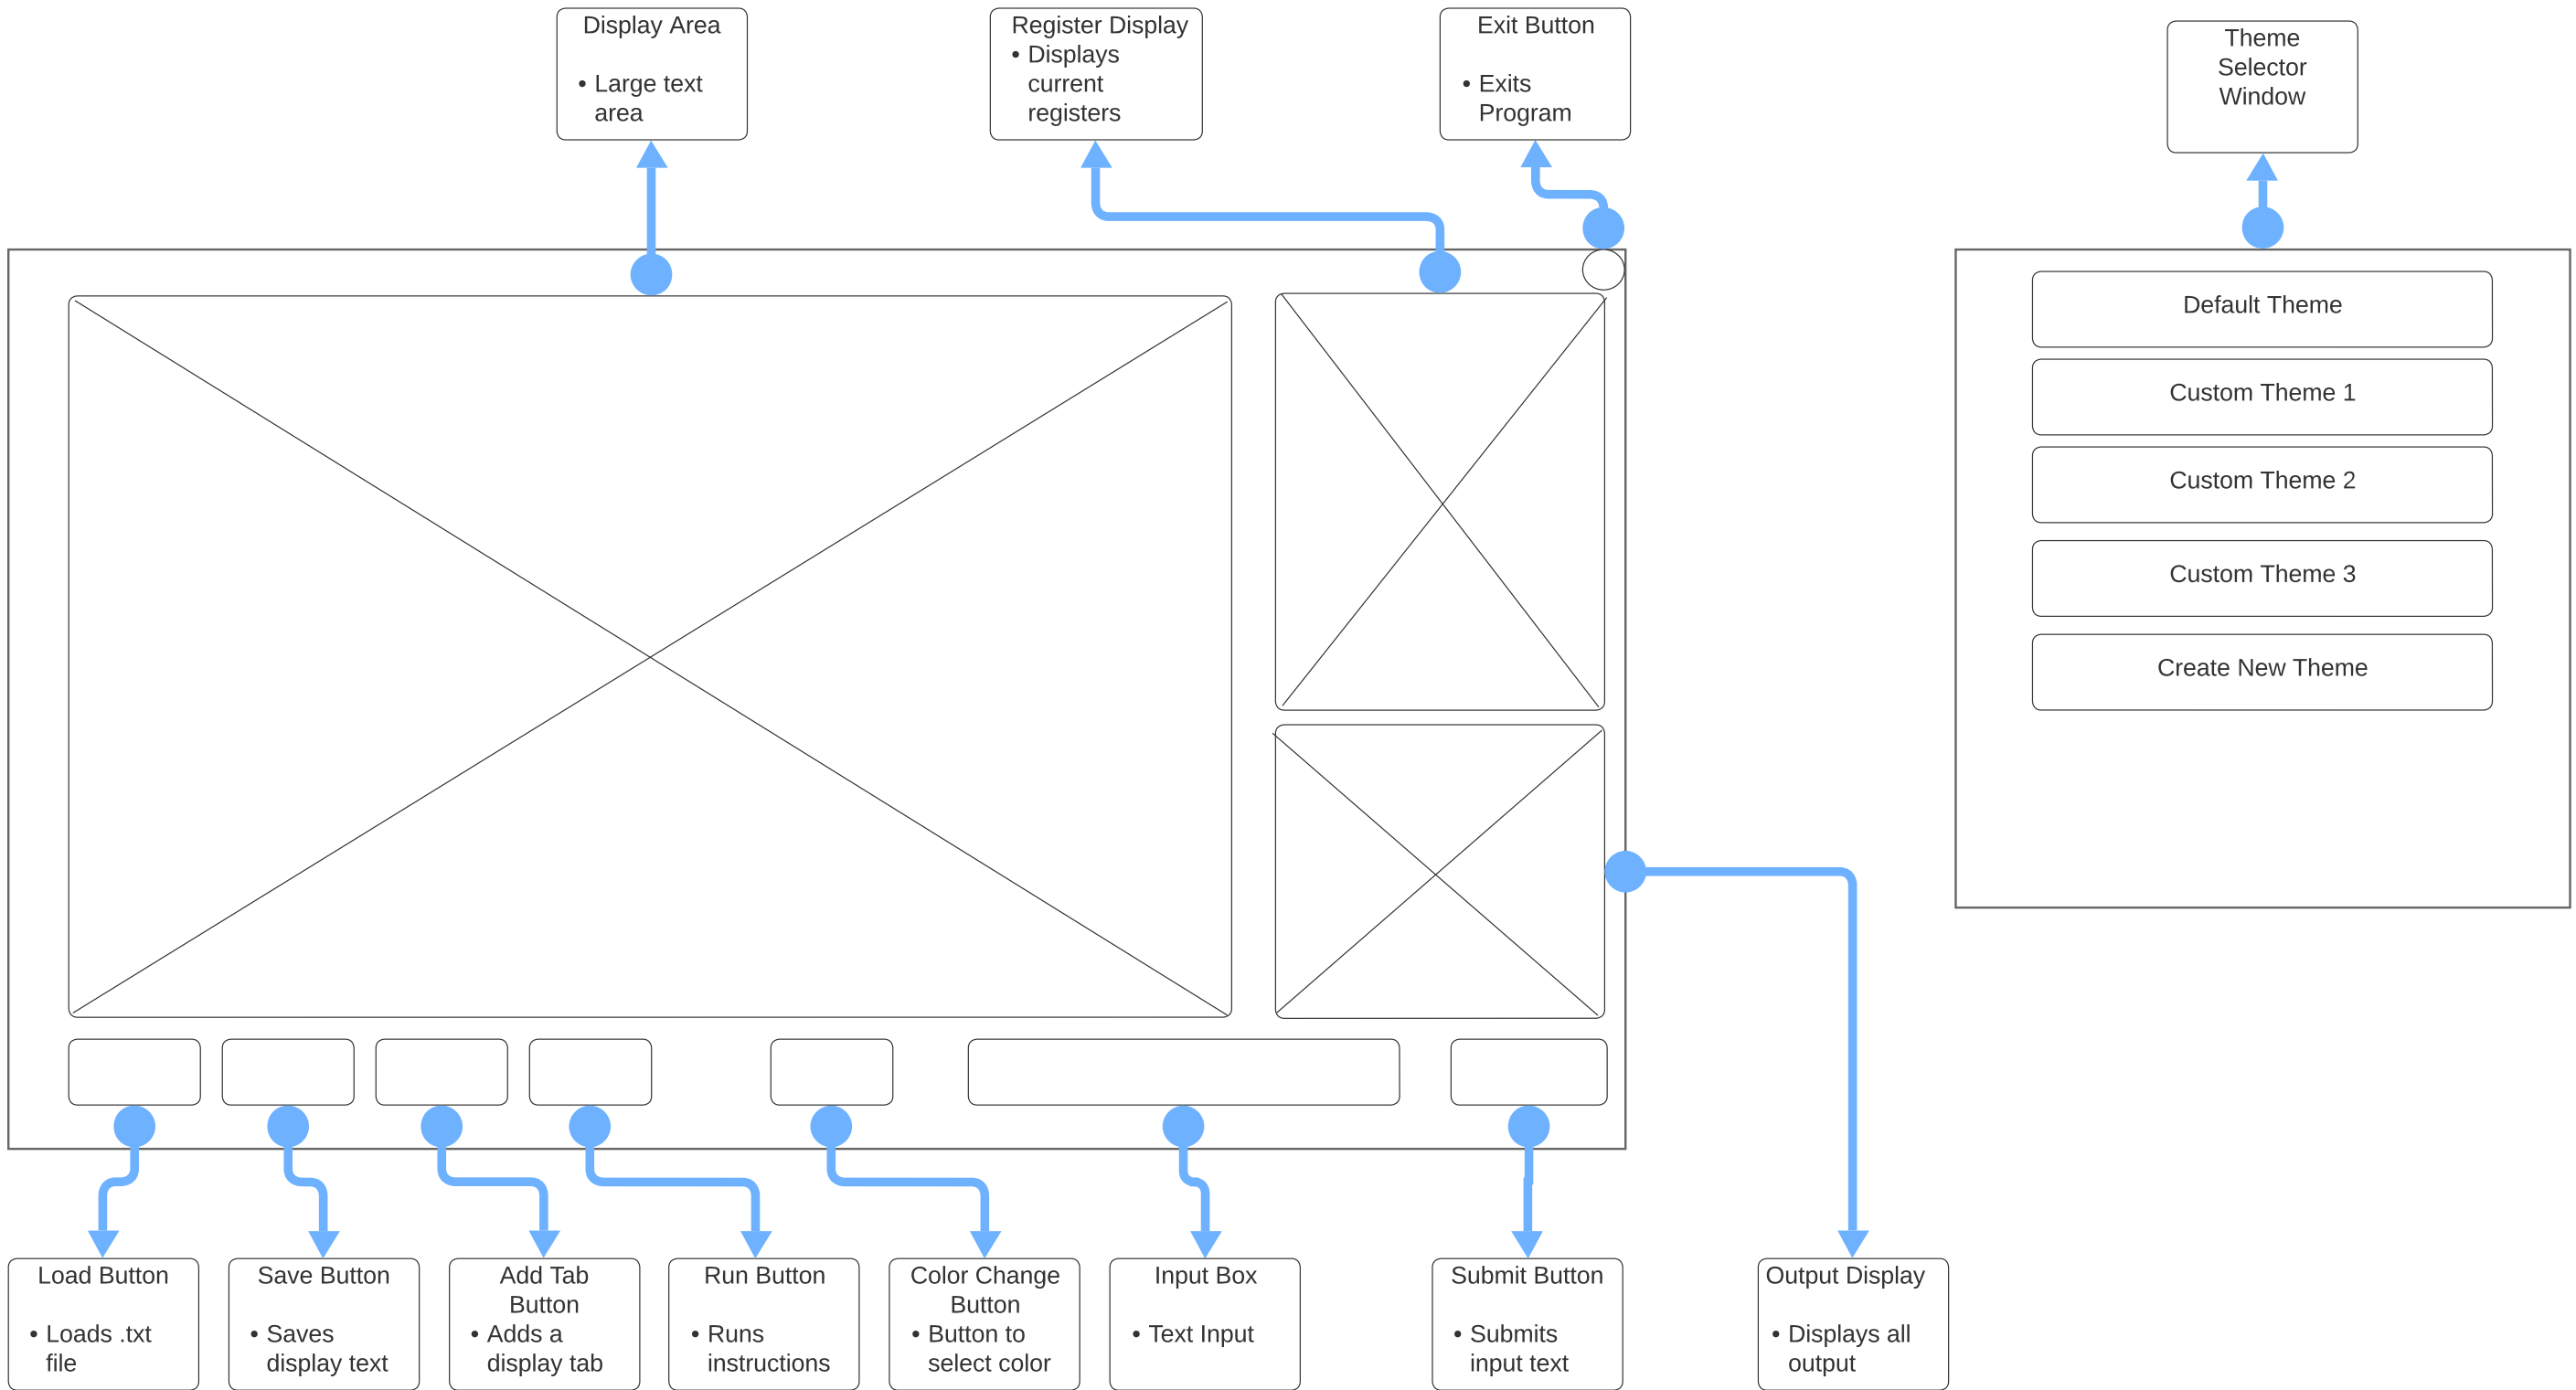 Display Area
• Large text
area
Register Display
• Displays
current
registers
Exit Button
• Exits
Program
Theme
Selector
Window
Default Theme
Custom Theme 1
Custom Theme 2
Custom Theme 3
Create New Theme
Load Button
• Loads .txt
file
Save Button
• Saves
display text
Add Tab
Button
• Adds a
display tab
Run Button
• Runs
instructions
Color Change
Button
• Button to
select color
Input Box
• Text Input
Submit Button
• Submits
input text
Output Display
• Displays all
output